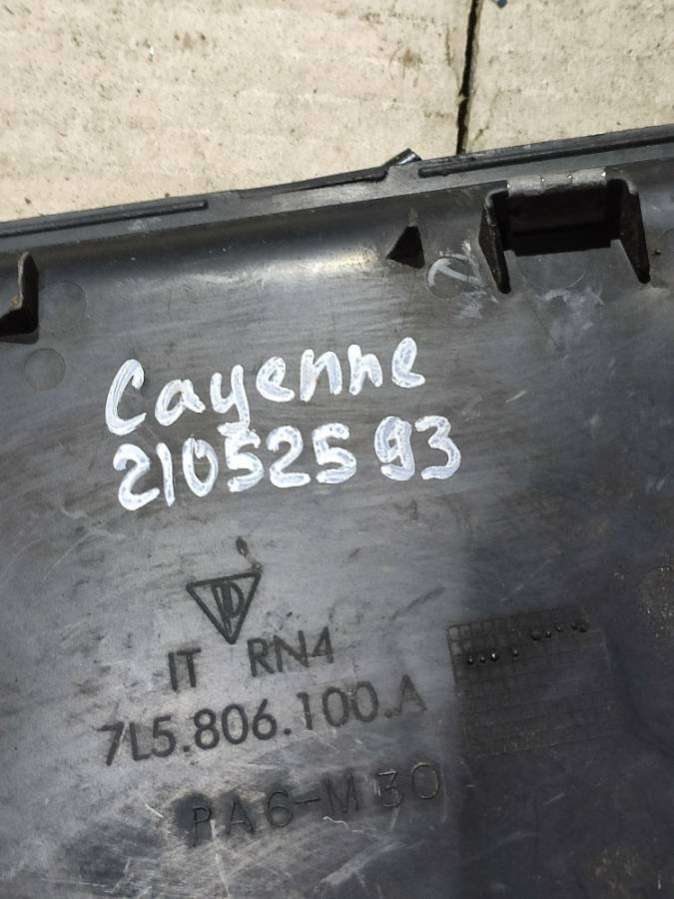 Cayenne
21052593
IT RN4
7L5.806.100.A
PA6-M30